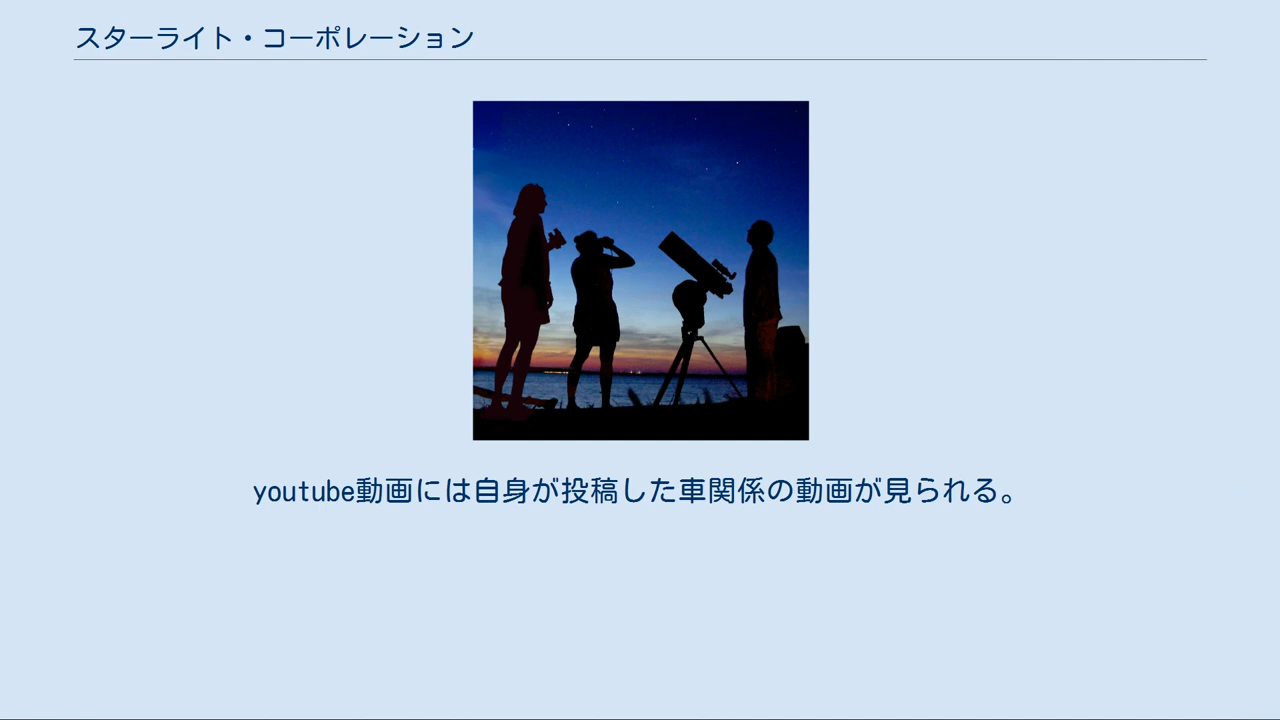 スターライト・コーポレーション
youtube動画には自身が投稿した車関係の動画が見られる。